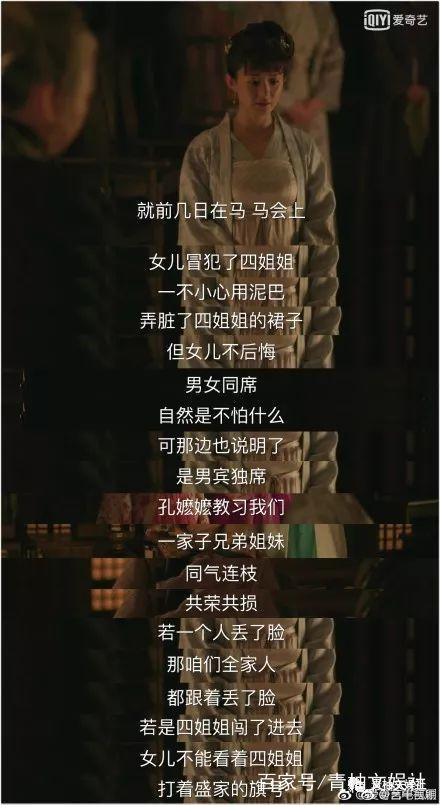 iQIYI 爱奇艺
就前几日在马 马会上
女儿冒犯了四姐姐
一不小心用泥巴
弄脏了四姐姐的裙子
但女儿不后悔
男女同席
自然是不怕什么
可那边也说明了
是男宾独席
孔嬷嬷教习我们
一家子兄弟姐妹
同气连枝
共荣共损
若一个人丢了脸
那咱们全家人
都跟着丢了脸
若是四姐姐闯了进去
女儿不能看着四姐姐
打着盛家的旗号
百家号/青柚文娱社